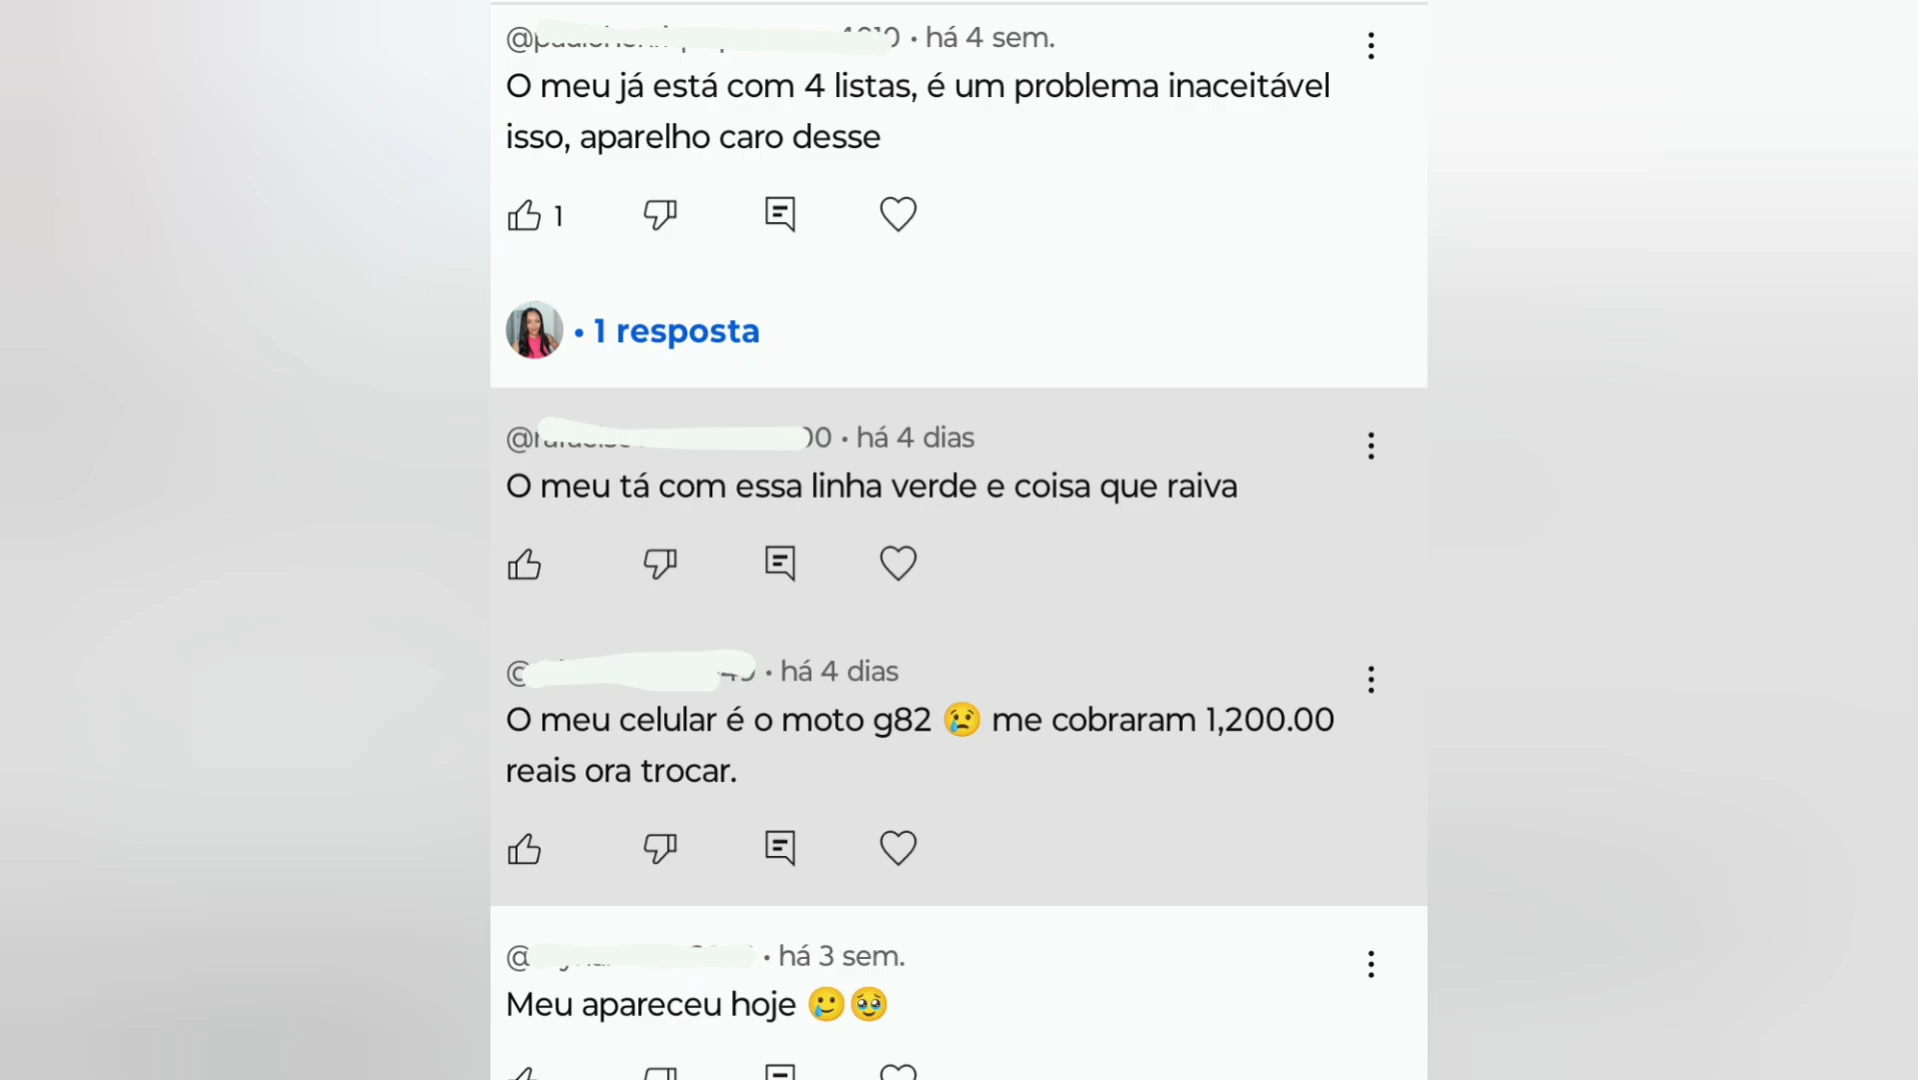 • há 4 sem.
O meu já está com 4 listas, é um problema inaceitável
isso, aparelho caro desse
1
• 1 resposta
• há 4 dias
O meu tá com essa linha verde e coisa que raiva
• há 4 dias
O meu celular é o moto g82 😢 me cobraram 1,200.00
reais ora trocar.
• há 3 sem.
Meu apareceu hoje 🥲🥹